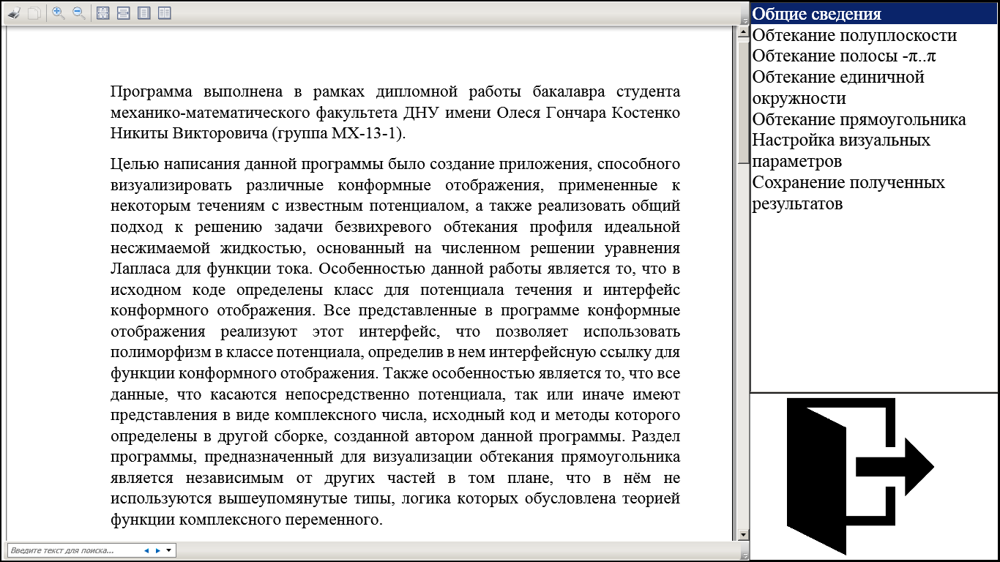 Программа выполнена в рамках дипломной работы бакалавра студента
механико-математического факультета ДНУ имени Олеся Гончара Костенко
Никиты Викторовича (группа МХ-13-1).
Целью написания данной программы было создание приложения, способного
визуализировать различные конформные отображения, примененные к
некоторым течениям с известным потенциалом, а также реализовать общий
подход к решению задачи безвихревого обтекания профиля идеальной
несжимаемой жидкостью, основанный на численном решении уравнения
Лапласа для функции тока. Особенностью данной работы является то, что в
исходном коде определены класс для потенциала течения и интерфейс
конформного отображения. Все представленные в программе конформные
отображения реализуют этот интерфейс, что позволяет использовать
полиморфизм в классе потенциала, определив в нем интерфейсную ссылку для
функции конформного отображения. Также особенностью является то, что все
данные, что касаются непосредственно потенциала, так или иначе имеют
представления в виде комплексного числа, исходный код и методы которого
определены в другой сборке, созданной автором данной программы. Раздел
программы, предназначенный для визуализации обтекания прямоугольника
является независимым от других частей в том плане, что в нём не
используются вышеупомянутые типы, логика которых обусловлена теорией
функции комплексного переменного.
Введите текст для поиска...
Общие сведения
Обтекание полуплоскости
Обтекание полосы -π..π
Обтекание единичной
окружности
Обтекание прямоугольника
Настройка визуальных
параметров
Сохранение полученных
результатов